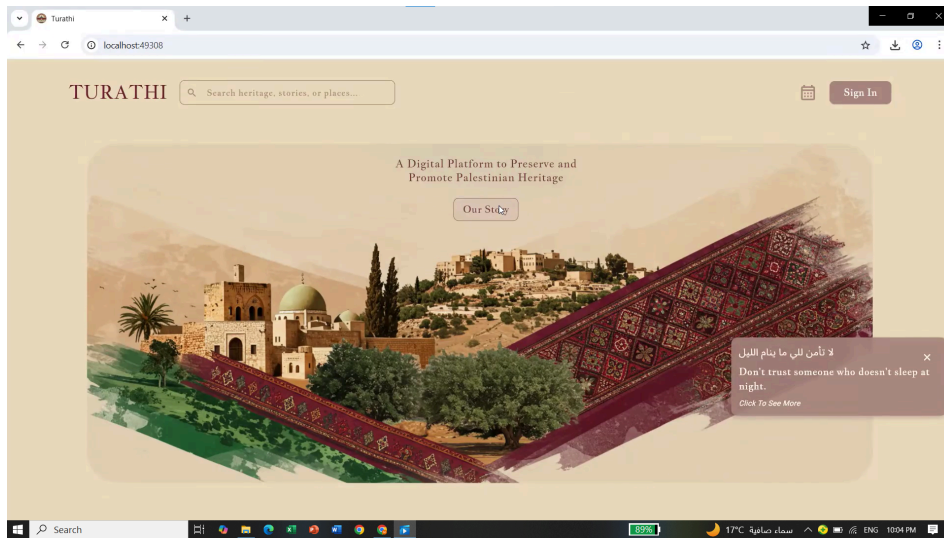 Turathi
localhost:49308
TURATHI
Search heritage, stories, or places...
Sign In
A Digital Platform to Preserve and
Promote Palestinian Heritage
Our Story
لا تأمن للي ما ينام الليل
Don't trust someone who doesn't sleep at
night.
Click To See More
Search
89%
17°C سماء صافية
ENG
10:04 PM